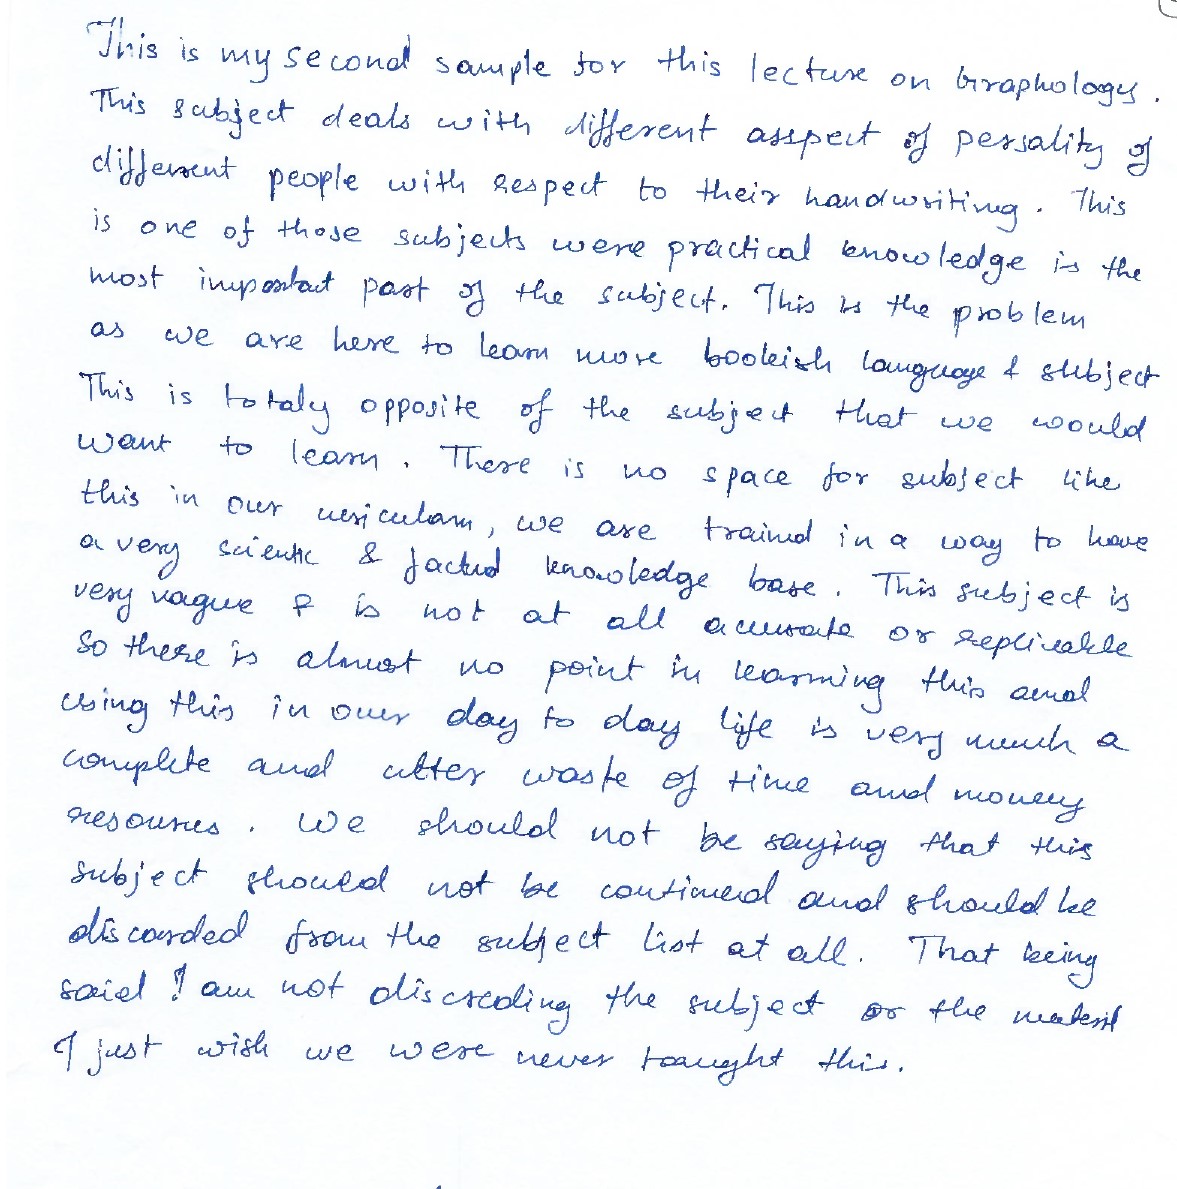 This is my second sample for this lecture on Graphology.
This subject deals with different asspect of persality of
different people with respect to their handwriting. This
is one of those subjects were practical knowledge is the
most important part of the subject. This is the problem
as we are here to learn more bookish language & subject
This is totaly opposite of the subject that we would
want to learn. There is no space for subject like
this in our curiculam, we are trained in a way to have
a very scientic & factud knowledge base. This subject is
very vague & is not at all accurate or replicable
So there is almost no point in learning this and
using this in our day to day life is very much a
complete and utter waste of time and money
resources. We should not be saying that this
subject should not be continued and should be
discarded from the subject list at all. That being
said I am not discreding the subject or the
I just wish we were never taught this.